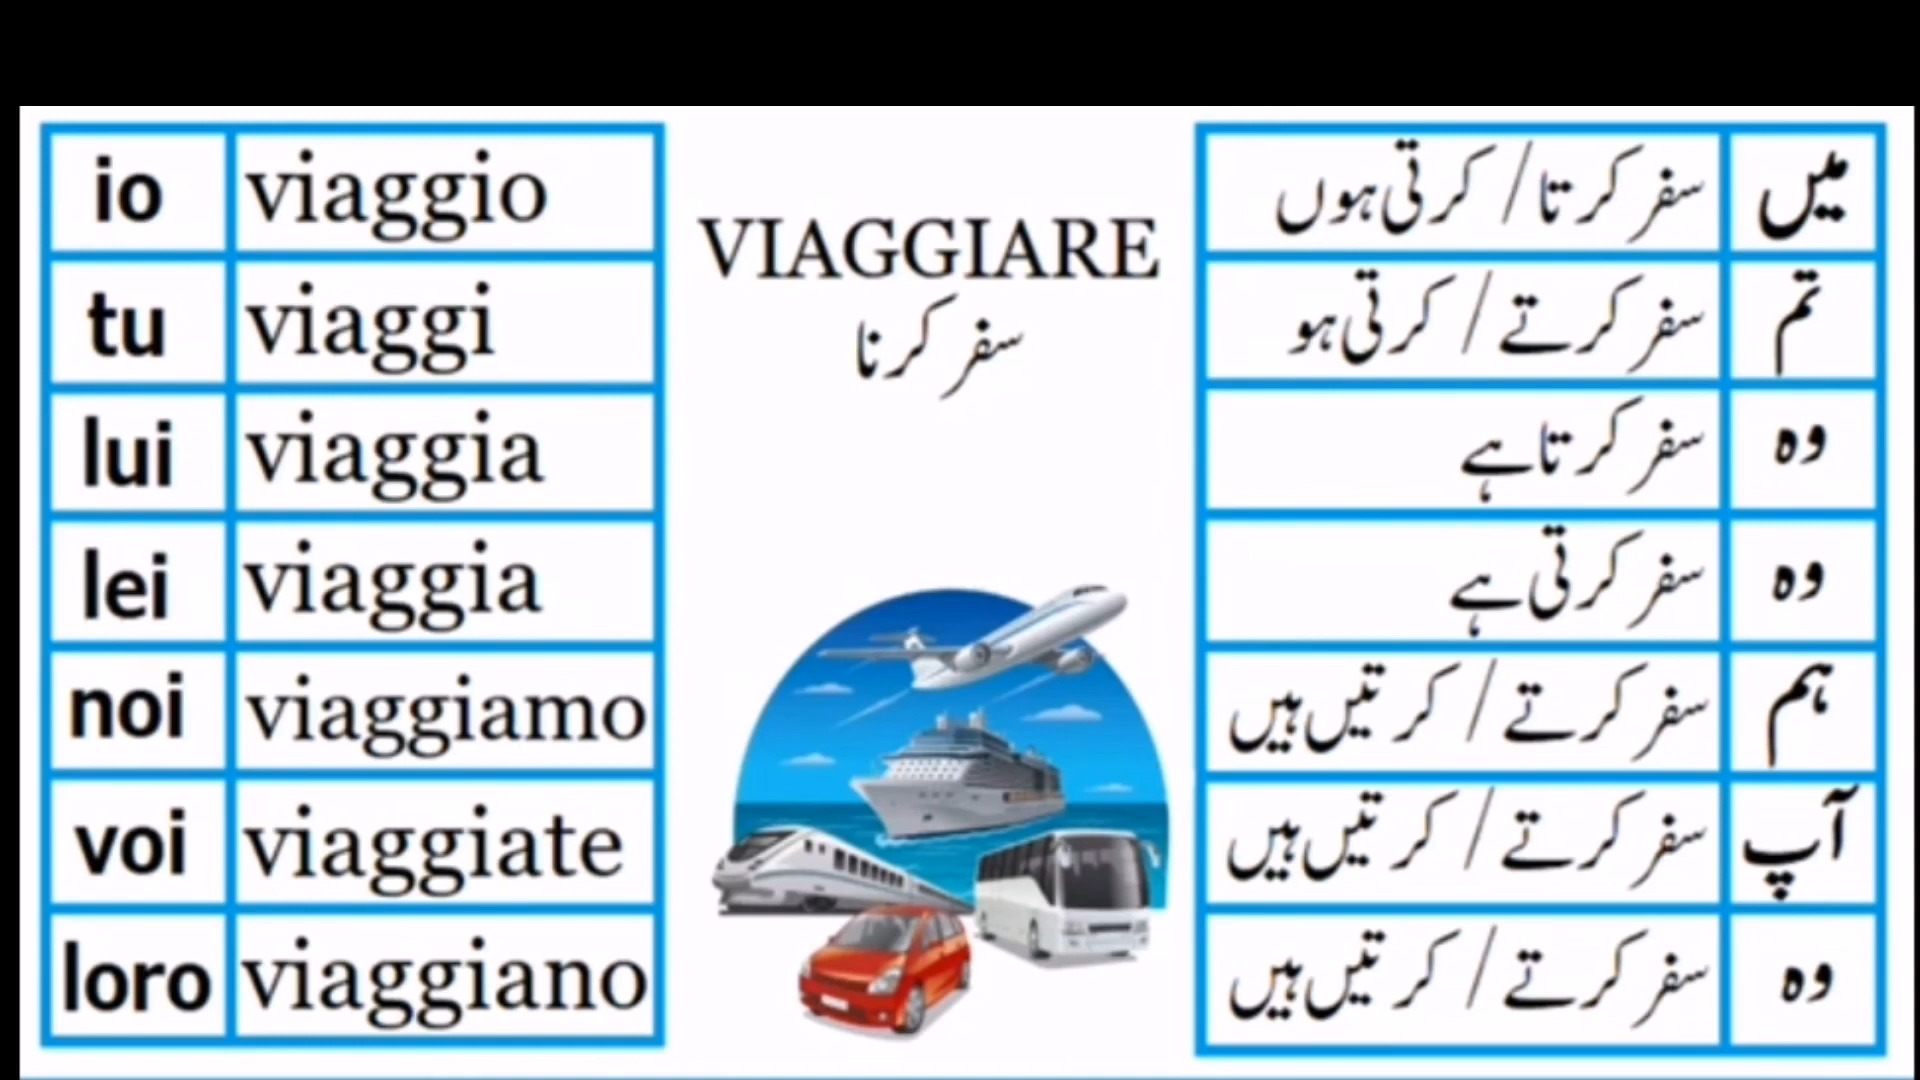 io viaggio
tu viaggi
lui viaggia
lei viaggia
noi viaggiamo
voi viaggiate
loro viaggiano
VIAGGIARE
سفر کرنا
میں سفر کرتا / کرتی ہوں
تم سفر کرتے / کرتی ہو
وہ سفر کرتا ہے
وہ سفر کرتی ہے
ہم سفر کرتے / کرتیں ہیں
آپ سفر کرتے / کرتیں ہیں
وہ سفر کرتے / کرتیں ہیں